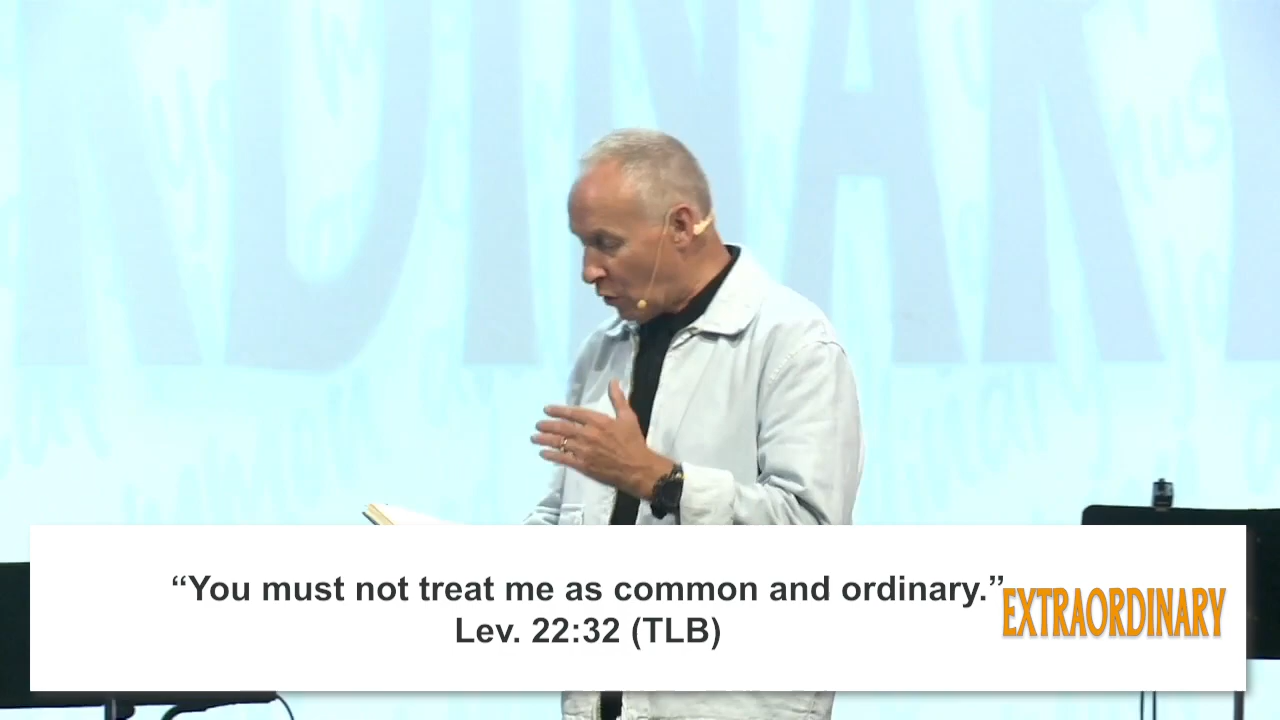 “You must not treat me as common and ordinary.”
Lev. 22:32 (TLB)
EXTRAORDINARY